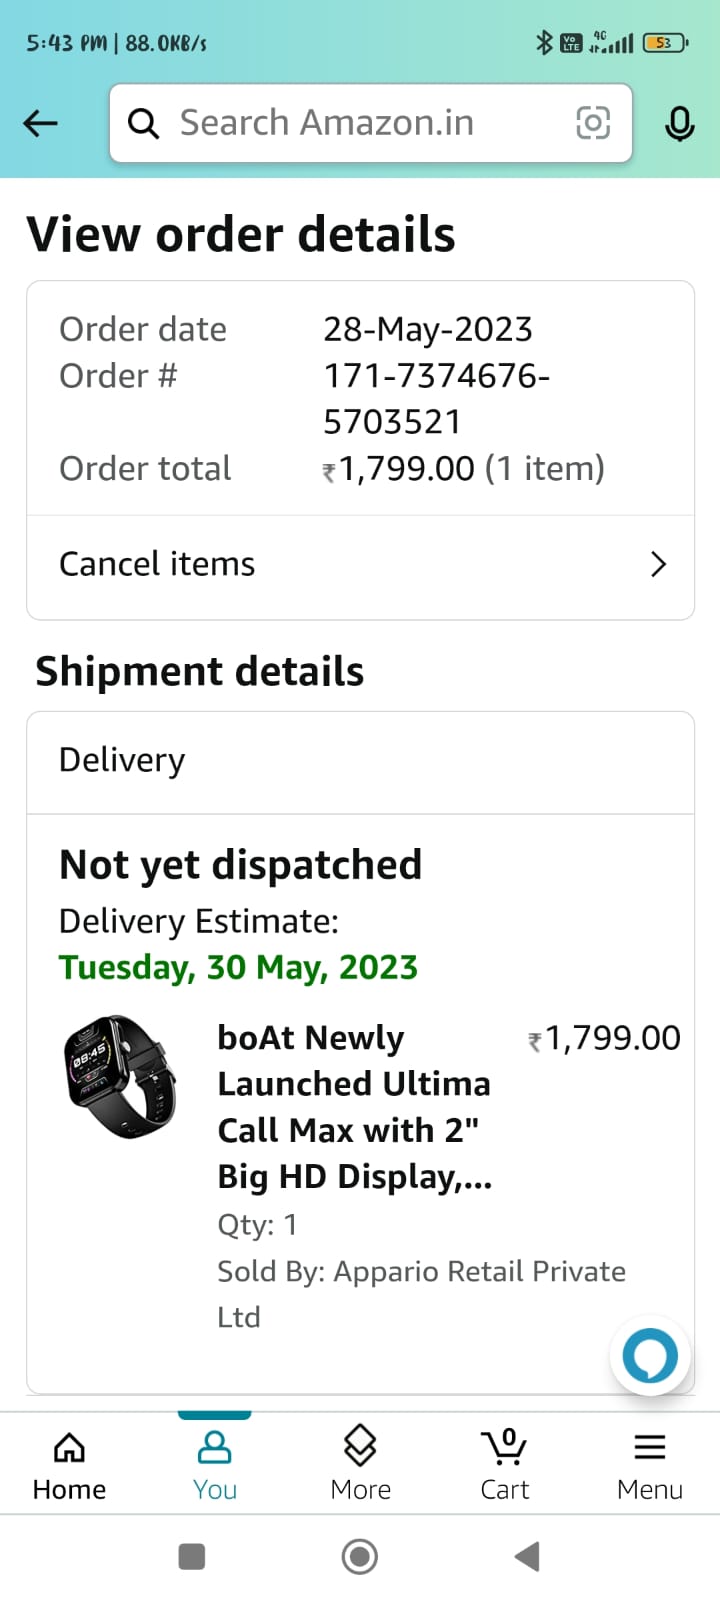 5:43 PM | 88.0KB/s
Vo LTE 4G 53
Search Amazon.in
View order details
Order date 28-May-2023
Order # 171-7374676-
5703521
Order total ₹1,799.00 (1 item)
Cancel items
Shipment details
Delivery
Not yet dispatched
Delivery Estimate:
Tuesday, 30 May, 2023
08:45
boAt Newly ₹1,799.00
Launched Ultima
Call Max with 2"
Big HD Display,...
Qty: 1
Sold By: Appario Retail Private
Ltd
0
Home You More Cart Menu